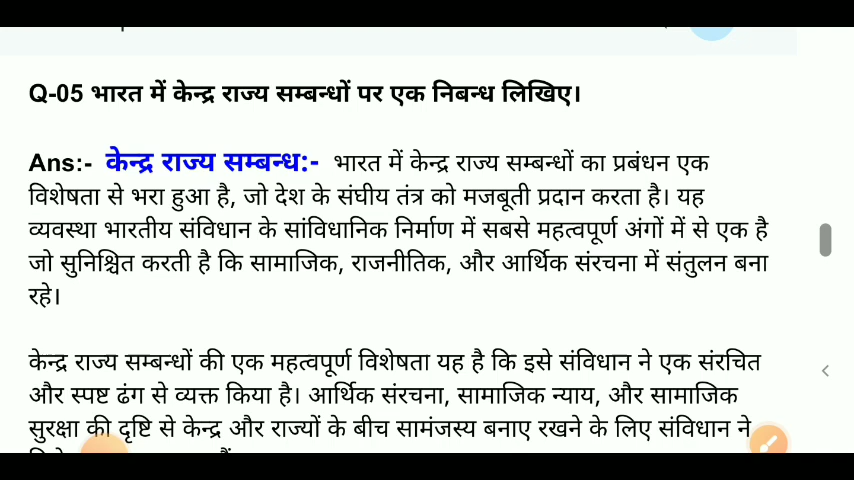 Q-05 भारत में केन्द्र राज्य सम्बन्धों पर एक निबन्ध लिखिए।
Ans:- केन्द्र राज्य सम्बन्ध:- भारत में केन्द्र राज्य सम्बन्धों का प्रबंधन एक
विशेषता से भरा हुआ है, जो देश के संघीय तंत्र को मजबूती प्रदान करता है। यह
व्यवस्था भारतीय संविधान के सांविधानिक निर्माण में सबसे महत्वपूर्ण अंगों में से एक है
जो सुनिश्चित करती है कि सामाजिक, राजनीतिक, और आर्थिक संरचना में संतुलन बना
रहे।
केन्द्र राज्य सम्बन्धों की एक महत्वपूर्ण विशेषता यह है कि इसे संविधान ने एक संरचित
और स्पष्ट ढंग से व्यक्त किया है। आर्थिक संरचना, सामाजिक न्याय, और सामाजिक
सुरक्षा की दृष्टि से केन्द्र और राज्यों के बीच सामंजस्य बनाए रखने के लिए संविधान ने